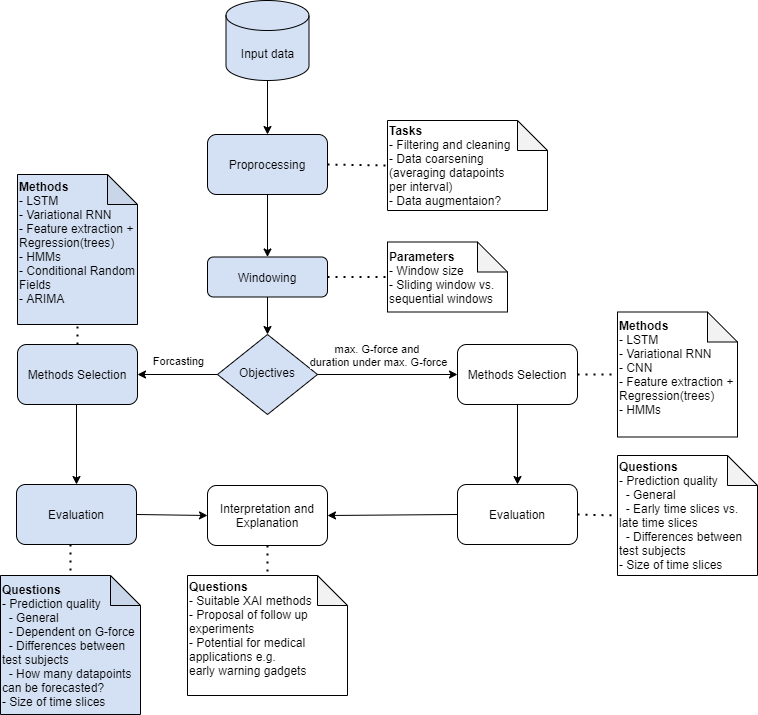 Input data
Proprocessing
Tasks
- Filtering and cleaning
- Data coarsening
(averaging datapoints
per interval)
- Data augmentaion?
Methods
- LSTM
- Variational RNN
- Feature extraction +
Regression(trees)
- HMMs
- Conditional Random
Fields
- ARIMA
Windowing
Parameters
- Window size
- Sliding window vs.
sequential windows
Methods Selection
Forcasting
Objectives
max. G-force and
duration under max. G-force
Methods Selection
Methods
- LSTM
- Variational RNN
- CNN
- Feature extraction +
Regression(trees)
- HMMs
Evaluation
Interpretation and
Explanation
Evaluation
Questions
- Prediction quality
- General
- Early time slices vs.
late time slices
- Differences between
test subjects
- Size of time slices
Questions
- Prediction quality
- General
- Dependent on G-force
- Differences between
test subjects
- How many datapoints
can be forecasted?
- Size of time slices
Questions
- Suitable XAI methods
- Proposal of follow up
experiments
- Potential for medical
applications e.g.
early warning gadgets